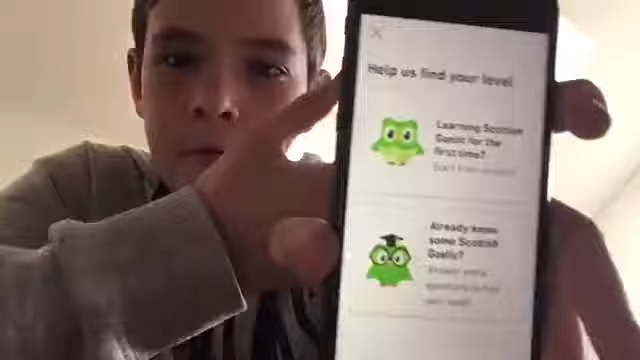 Help us find your level
Learning Scottish
Gaelic for the
first time?
Already know
some Scottish
Gaelic?